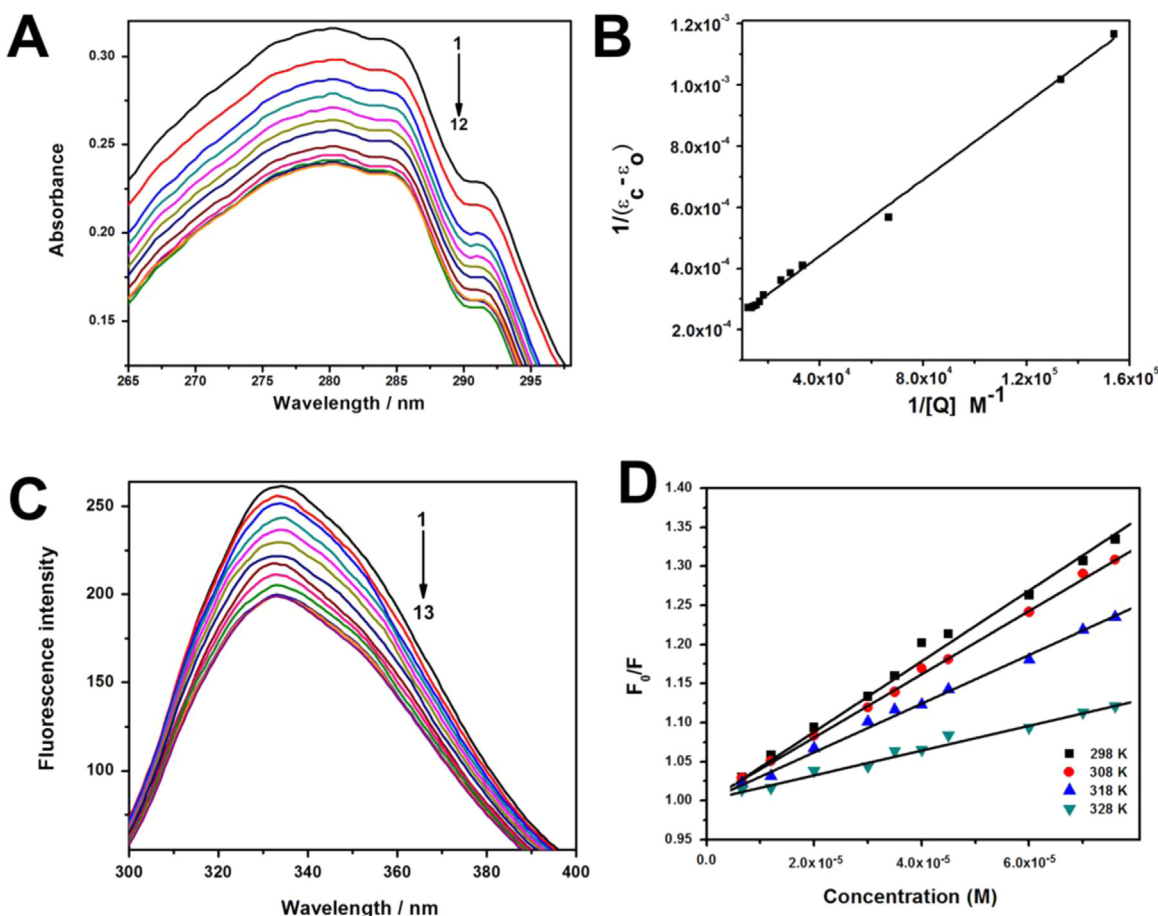 A
0.30
0.25
0.20
0.15
1
12
265 270 275 280 285 290 295
Wavelength / nm
Absorbance
B
1.2x10⁻³
1.0x10⁻³
8.0x10⁻⁴
6.0x10⁻⁴
4.0x10⁻⁴
2.0x10⁻⁴
4.0x10⁴ 8.0x10⁴ 1.2x10⁵ 1.6x10⁵
1/[Q] M⁻¹
1/(εc-εo)
C
250
200
150
100
1
13
300 320 340 360 380 400
Wavelength / nm
Fluorescence intensity
D
1.40
1.35
1.30
1.25
1.20
1.15
1.10
1.05
1.00
0.95
298 K
308 K
318 K
328 K
0.0 2.0x10⁻⁵ 4.0x10⁻⁵ 6.0x10⁻⁵
Concentration (M)
F₀/F